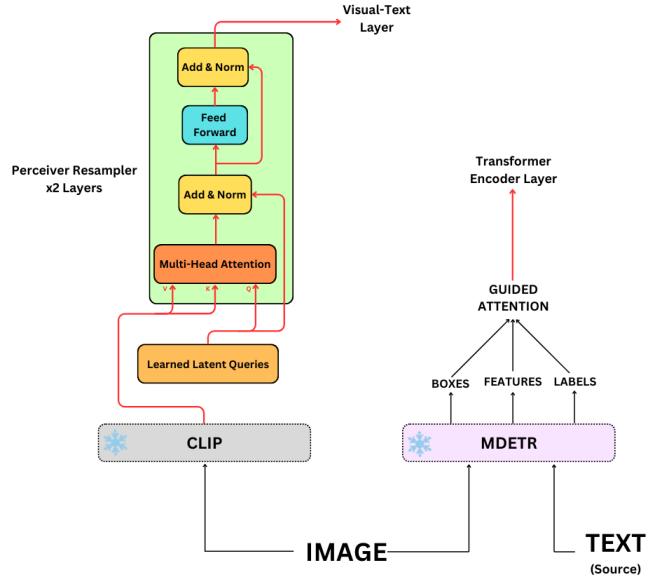 Visual-Text
Layer
Add & Norm
Feed
Forward
Perceiver Resampler
x2 Layers
Add & Norm
Multi-Head Attention
V
K
Q
Learned Latent Queries
CLIP
Transformer
Encoder Layer
GUIDED
ATTENTION
BOXES
FEATURES
LABELS
MDETR
IMAGE
TEXT
(Source)